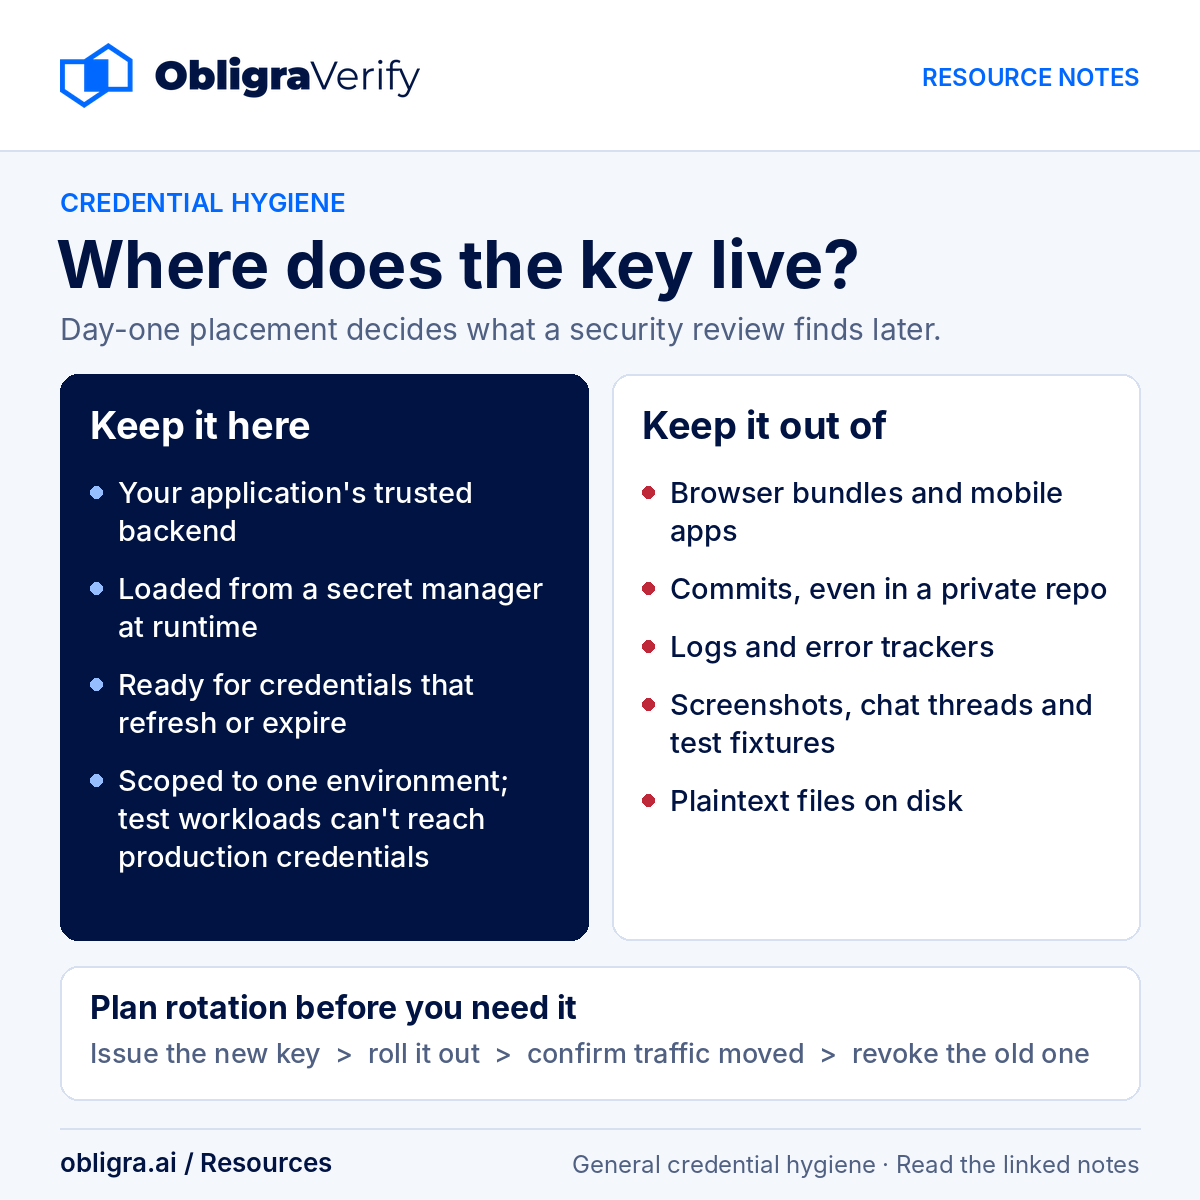 ObligraVerify
RESOURCE NOTES
CREDENTIAL HYGIENE
Where does the key live?
Day-one placement decides what a security review finds later.
Keep it here
Your application's trusted
backend
Loaded from a secret manager
at runtime
Ready for credentials that
refresh or expire
Scoped to one environment;
test workloads can't reach
production credentials
Keep it out of
Browser bundles and mobile
apps
Commits, even in a private repo
Logs and error trackers
Screenshots, chat threads and
test fixtures
Plaintext files on disk
Plan rotation before you need it
Issue the new key > roll it out > confirm traffic moved > revoke the old one
obligra.ai / Resources
General credential hygiene · Read the linked notes